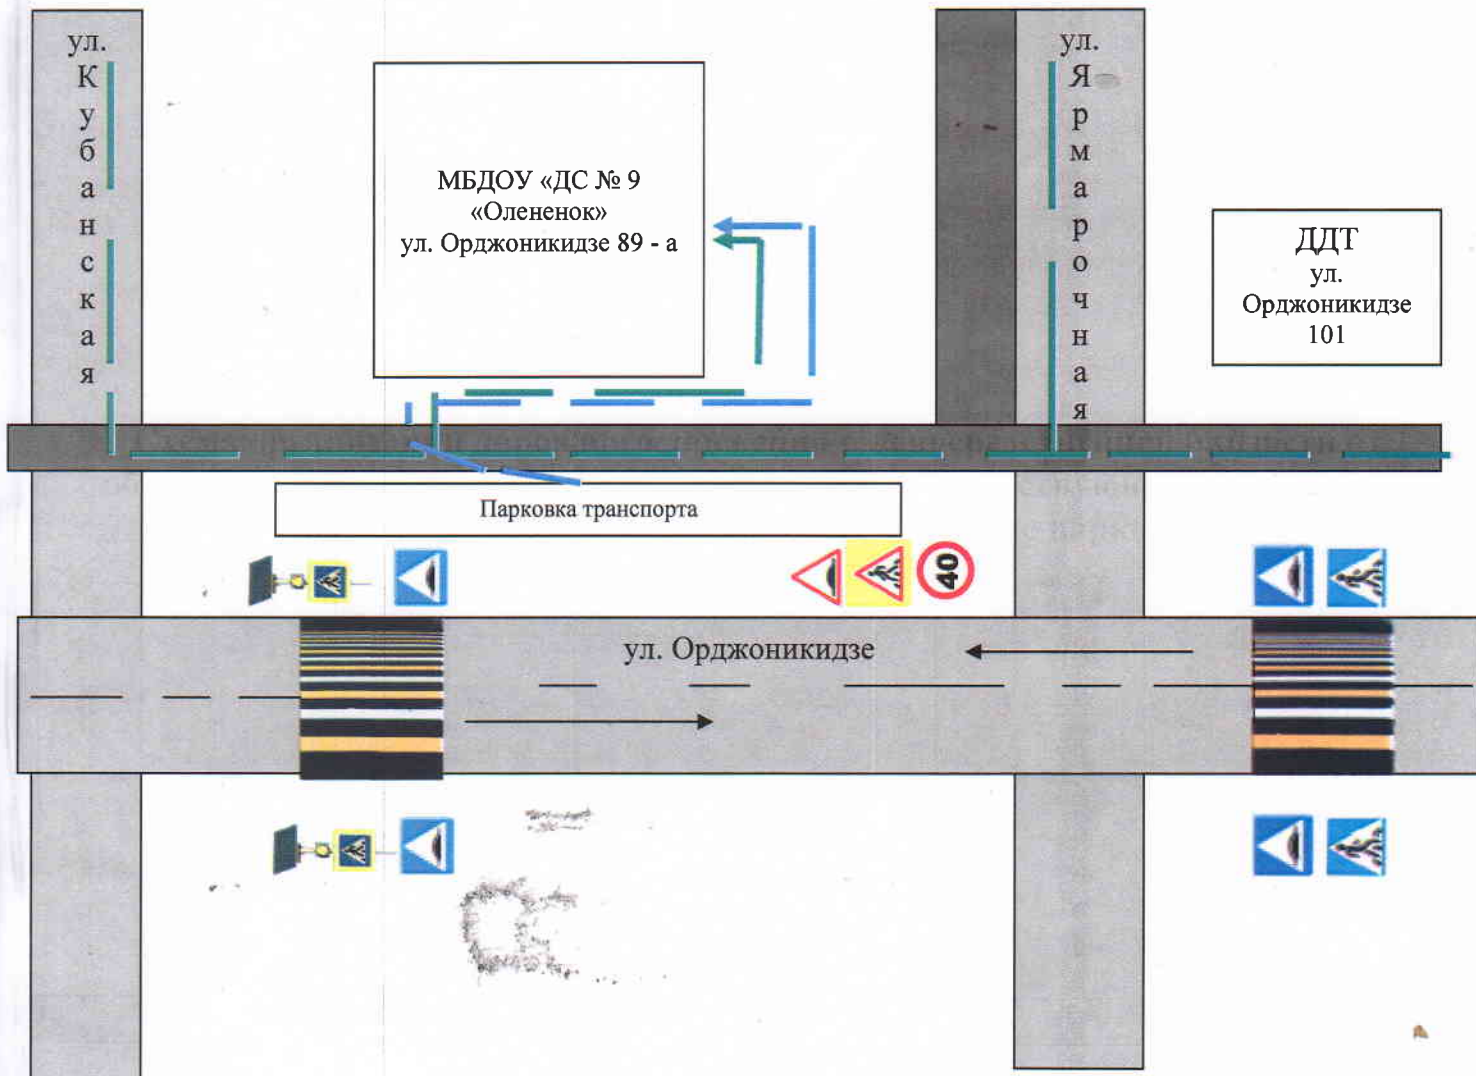 ул.
Кубанская
МБДОУ «ДС № 9
«Олененок»
ул. Орджоникидзе 89 - а
ул.
Ярмарочная
ДДТ
ул.
Орджоникидзе
101
Парковка транспорта
40
ул. Орджоникидзе